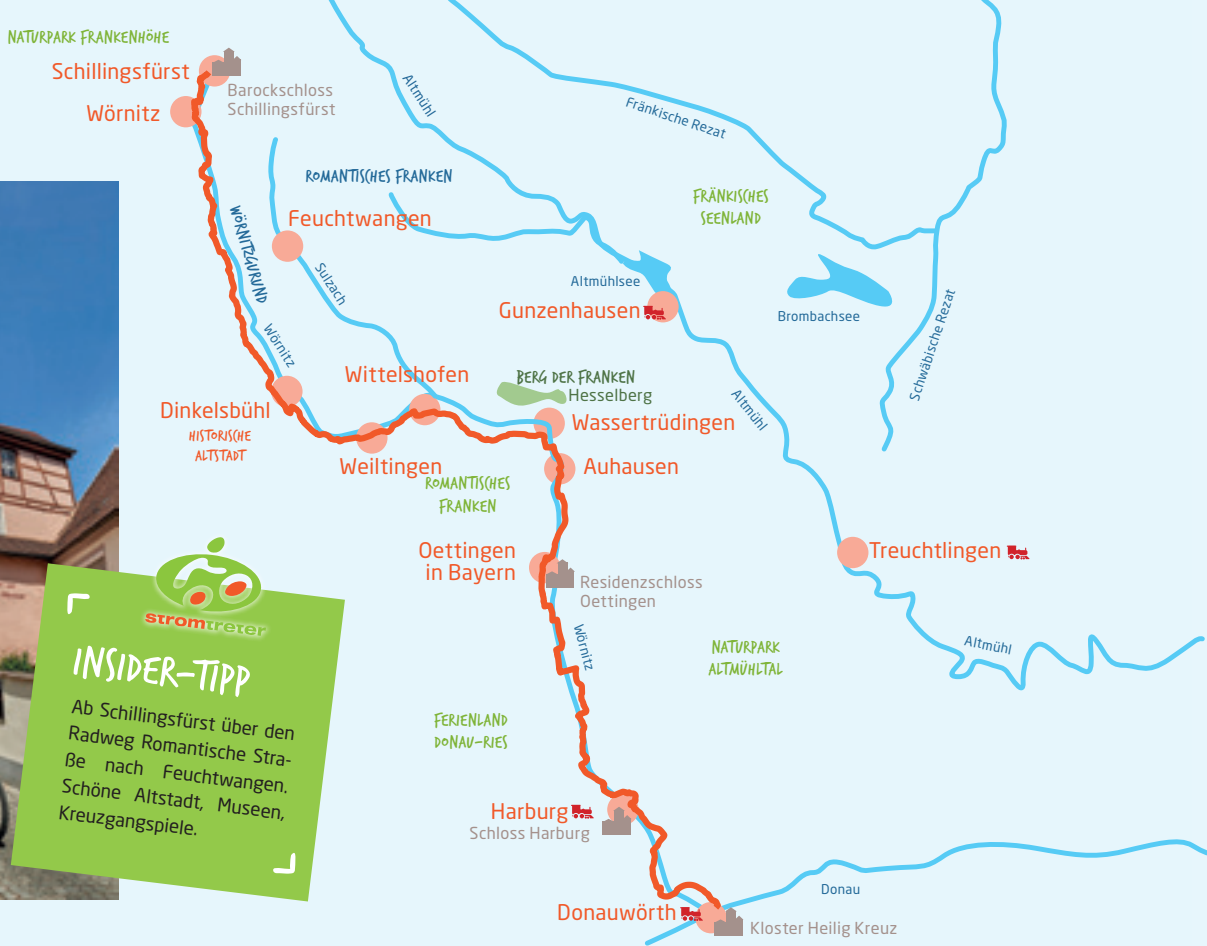 NATURPARK FRANKENHÖHE
Schillingsfürst
Barockschloss
Schillingsfürst
Wörnitz
Altmühl
Fränkische Rezat
ROMANTISCHES FRANKEN
FRÄNKISCHES
SEENLAND
Feuchtwangen
WÖRNITZGURUND
Sulzach
Altmühlsee
Gunzenhausen
Brombachsee
Schwäbische Rezat
Wörnitz
Wittelshofen
BERG DER FRANKEN
Hesselberg
Altmühl
Dinkelsbühl
HISTORISCHE
ALTSTADT
Wassertrüdingen
Weiltingen
Auhausen
ROMANTISCHES
FRANKEN
Oettingen
in Bayern
Residenzschloss
Oettingen
Treuchtlingen
Wörnitz
NATURPARK
ALTMÜHLTAL
Altmühl
stromtreter
INSIDER-TIPP
Ab Schillingsfürst über den
Radweg Romantische Stra-
ße nach Feuchtwangen.
Schöne Altstadt, Museen,
Kreuzgangspiele.
FERIENLAND
DONAU-RIES
Harburg
Schloss Harburg
Donau
Donauwörth
Kloster Heilig Kreuz